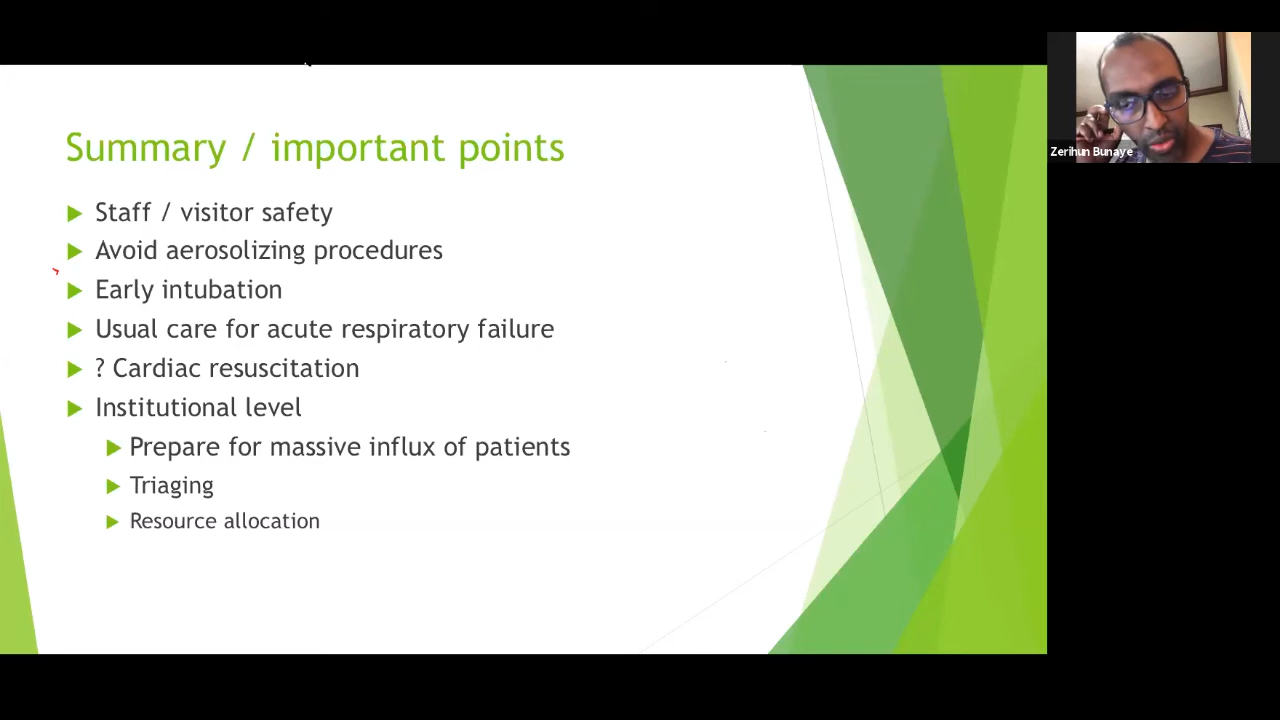 Summary / important points
Staff / visitor safety
Avoid aerosolizing procedures
Early intubation
Usual care for acute respiratory failure
? Cardiac resuscitation
Institutional level
Prepare for massive influx of patients
Triaging
Resource allocation
Zerihun Bunaye